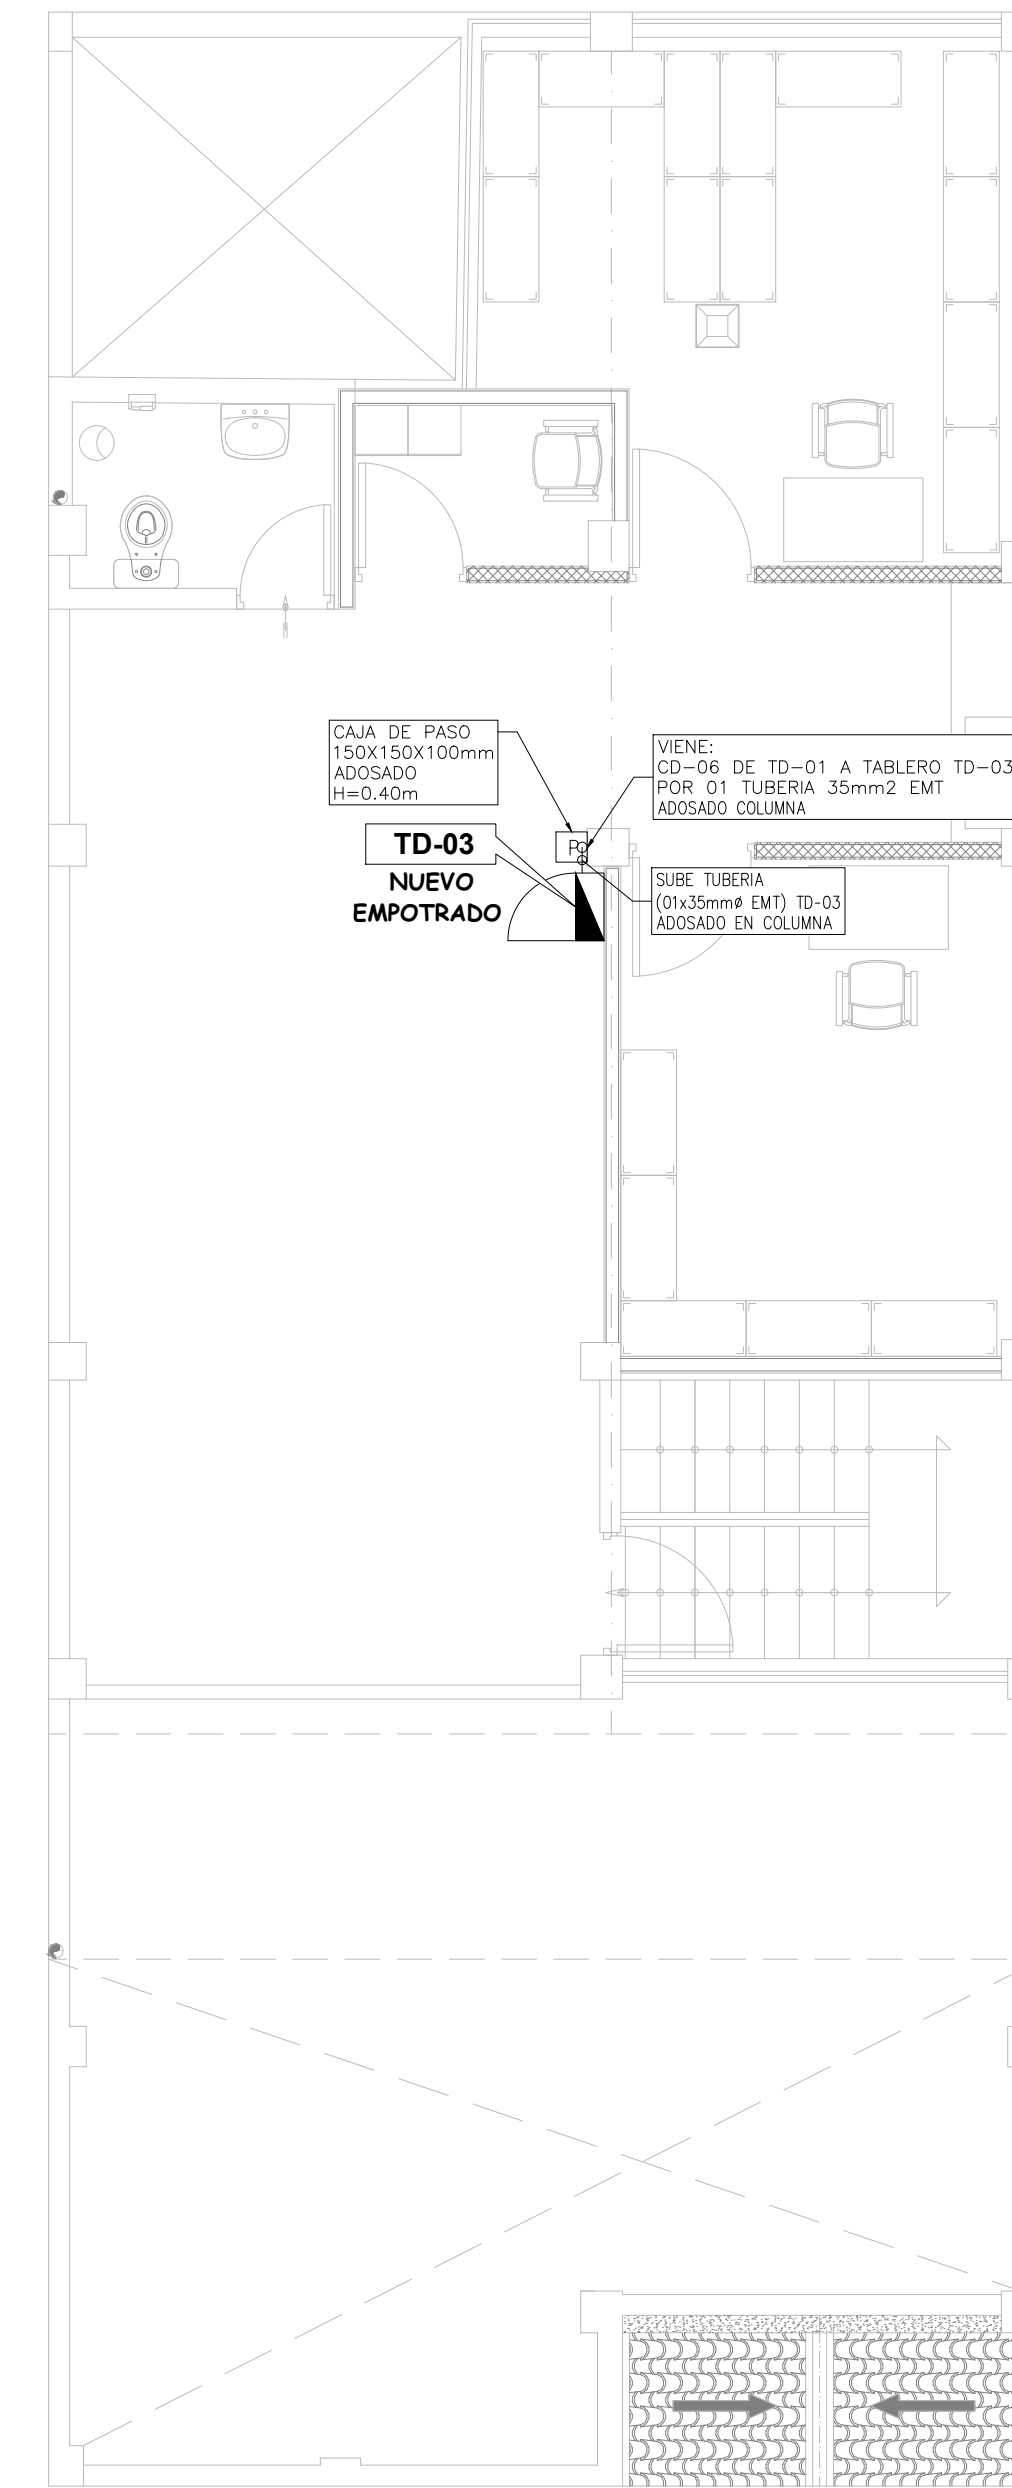 CAJA DE PASO
150X150X100mm
ADOSADO
H=0.40m
VIENE:
CD-06 DE TD-01 A TABLERO TD-03
POR 01 TUBERIA 35mm2 EMT
ADOSADO COLUMNA
P
TD-03
NUEVO
EMPOTRADO
SUBE TUBERIA
(01x35mmø EMT) TD-03
ADOSADO EN COLUMNA